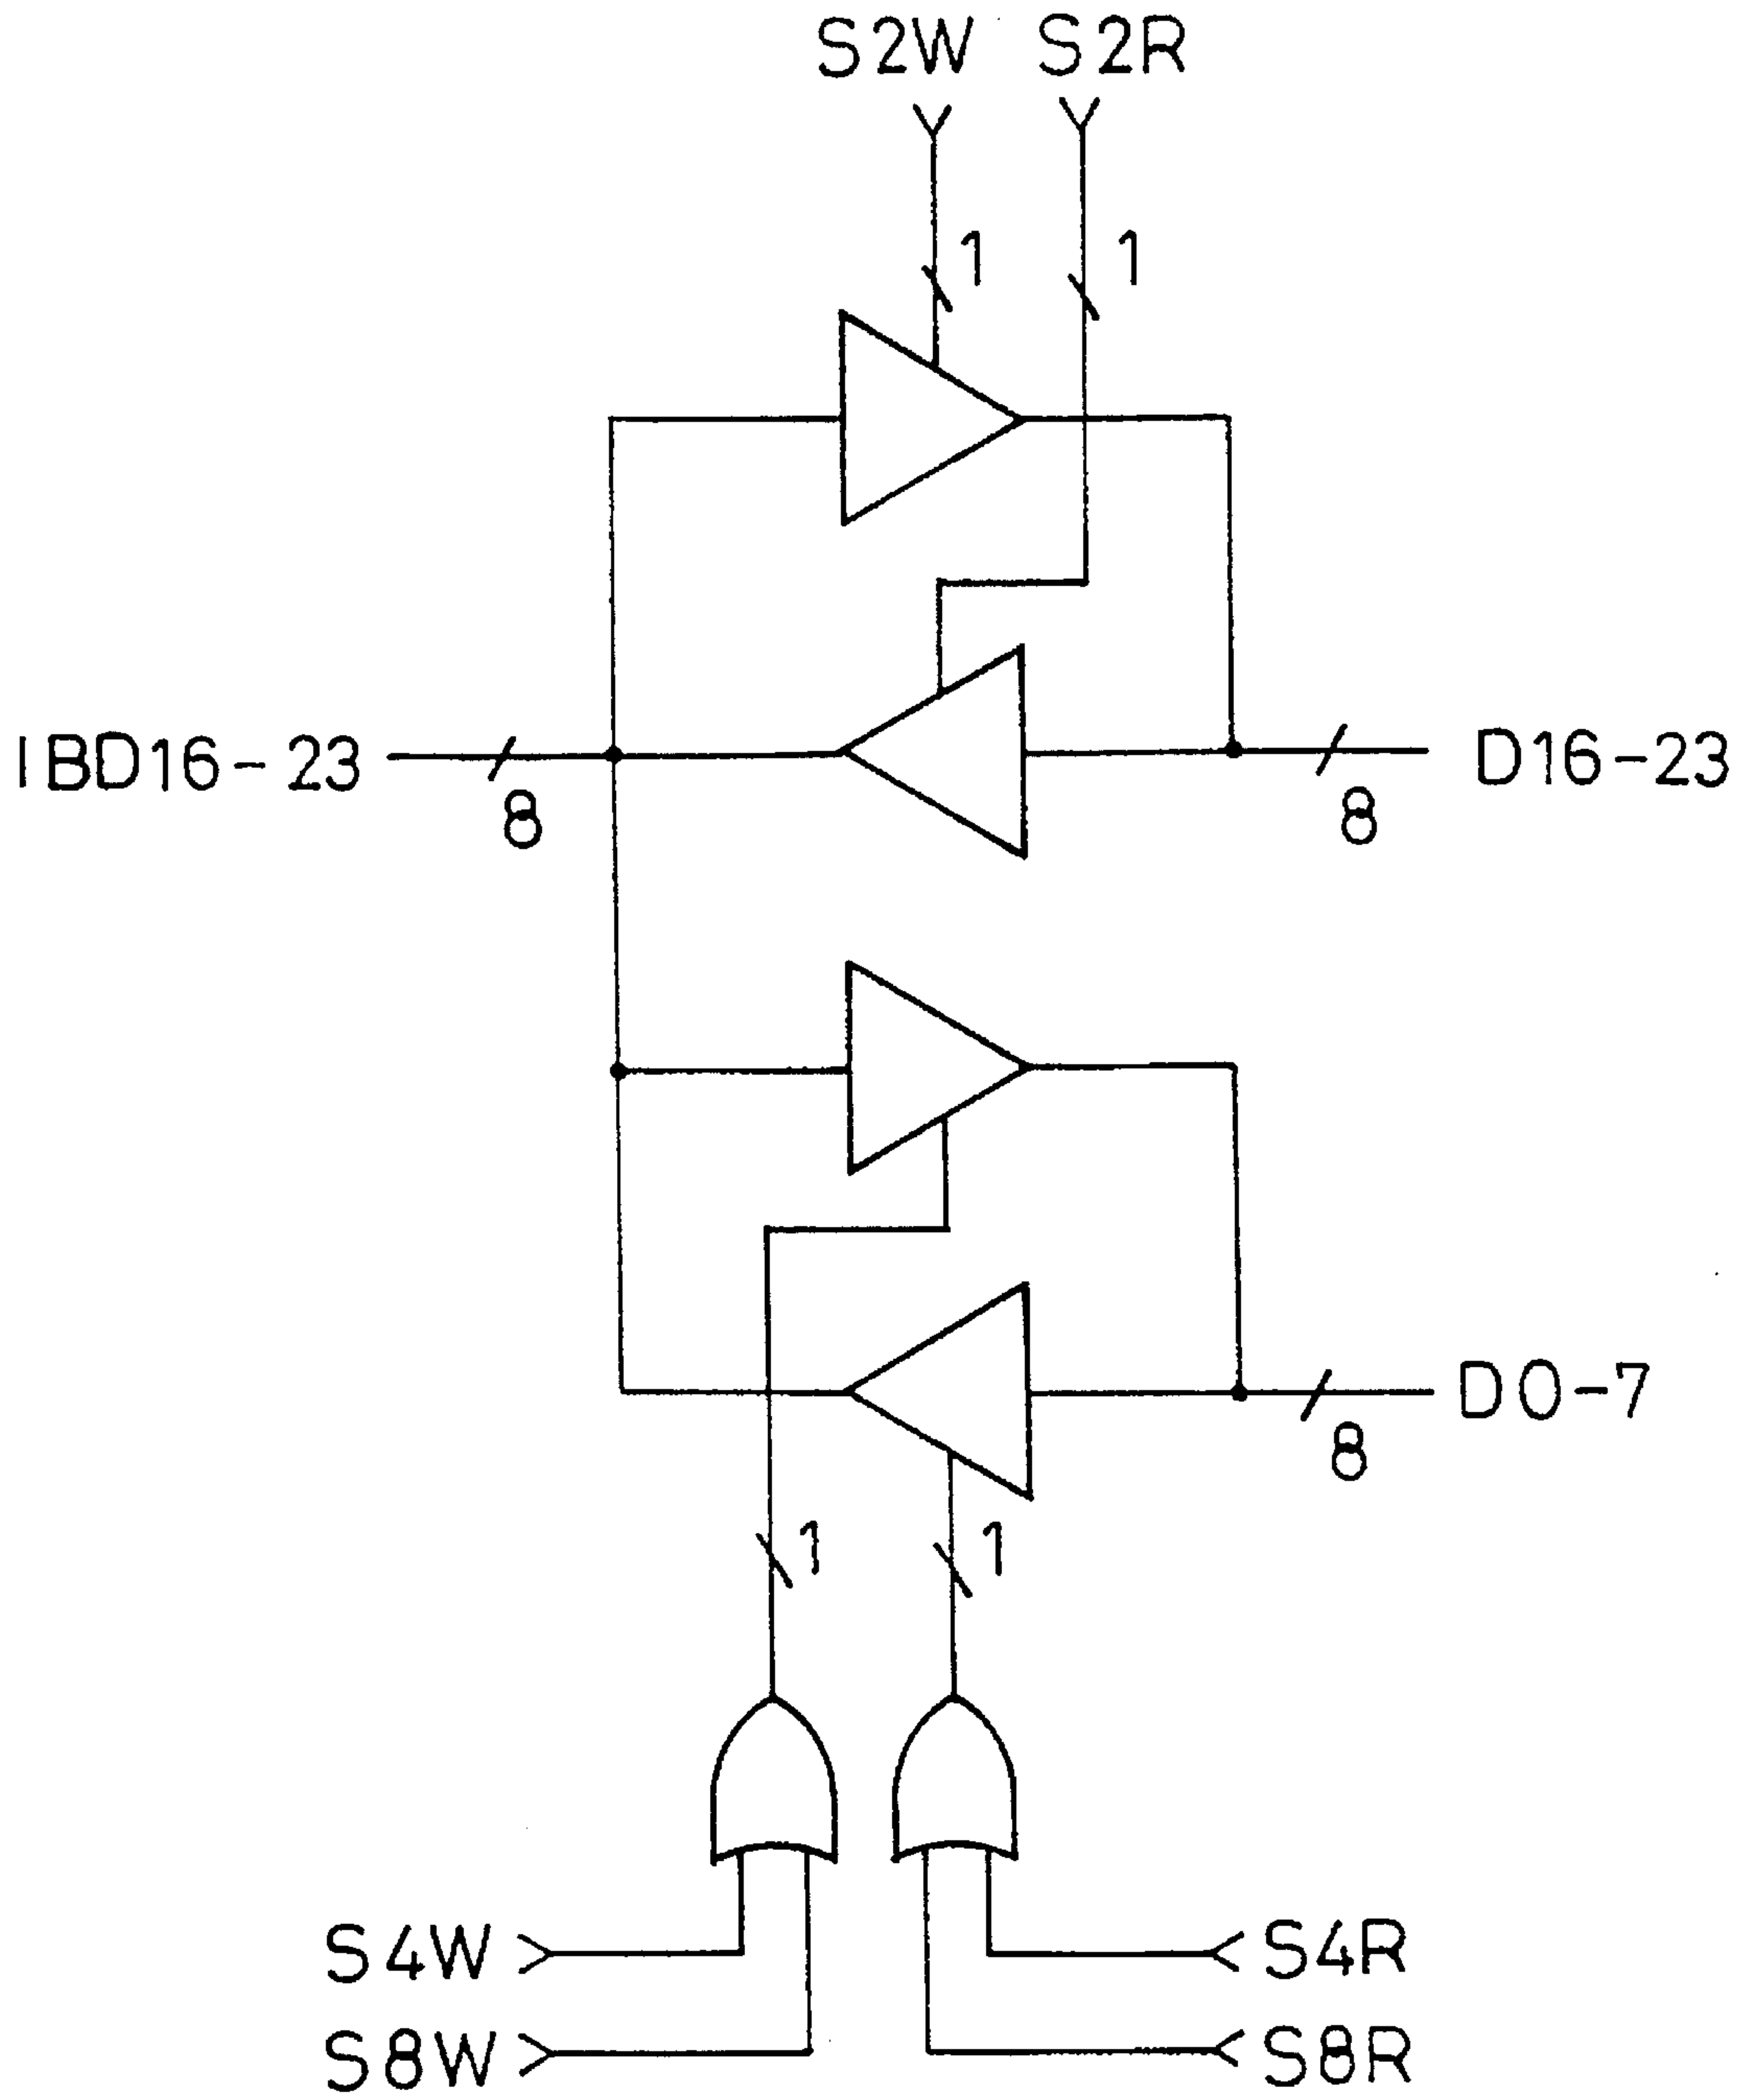 S2W S2R
1 1
IBD16-23 D16-23
8 8
D0-7
8
1 1
S4W S4R
S8W S8R